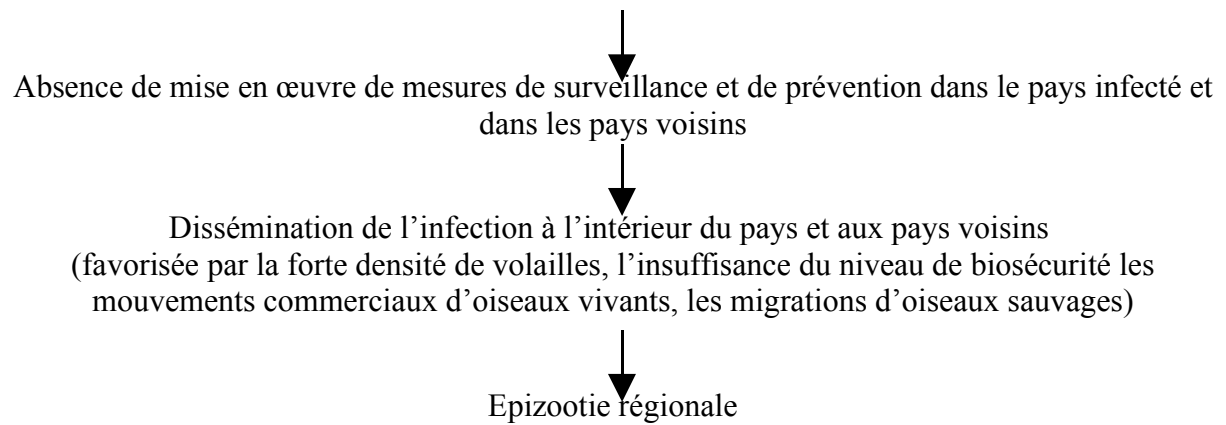 Absence de mise en œuvre de mesures de surveillance et de prévention dans le pays infecté et
dans les pays voisins
Dissémination de l’infection à l’intérieur du pays et aux pays voisins
(favorisée par la forte densité de volailles, l’insuffisance du niveau de biosécurité les
mouvements commerciaux d’oiseaux vivants, les migrations d’oiseaux sauvages)
Epizootie régionale